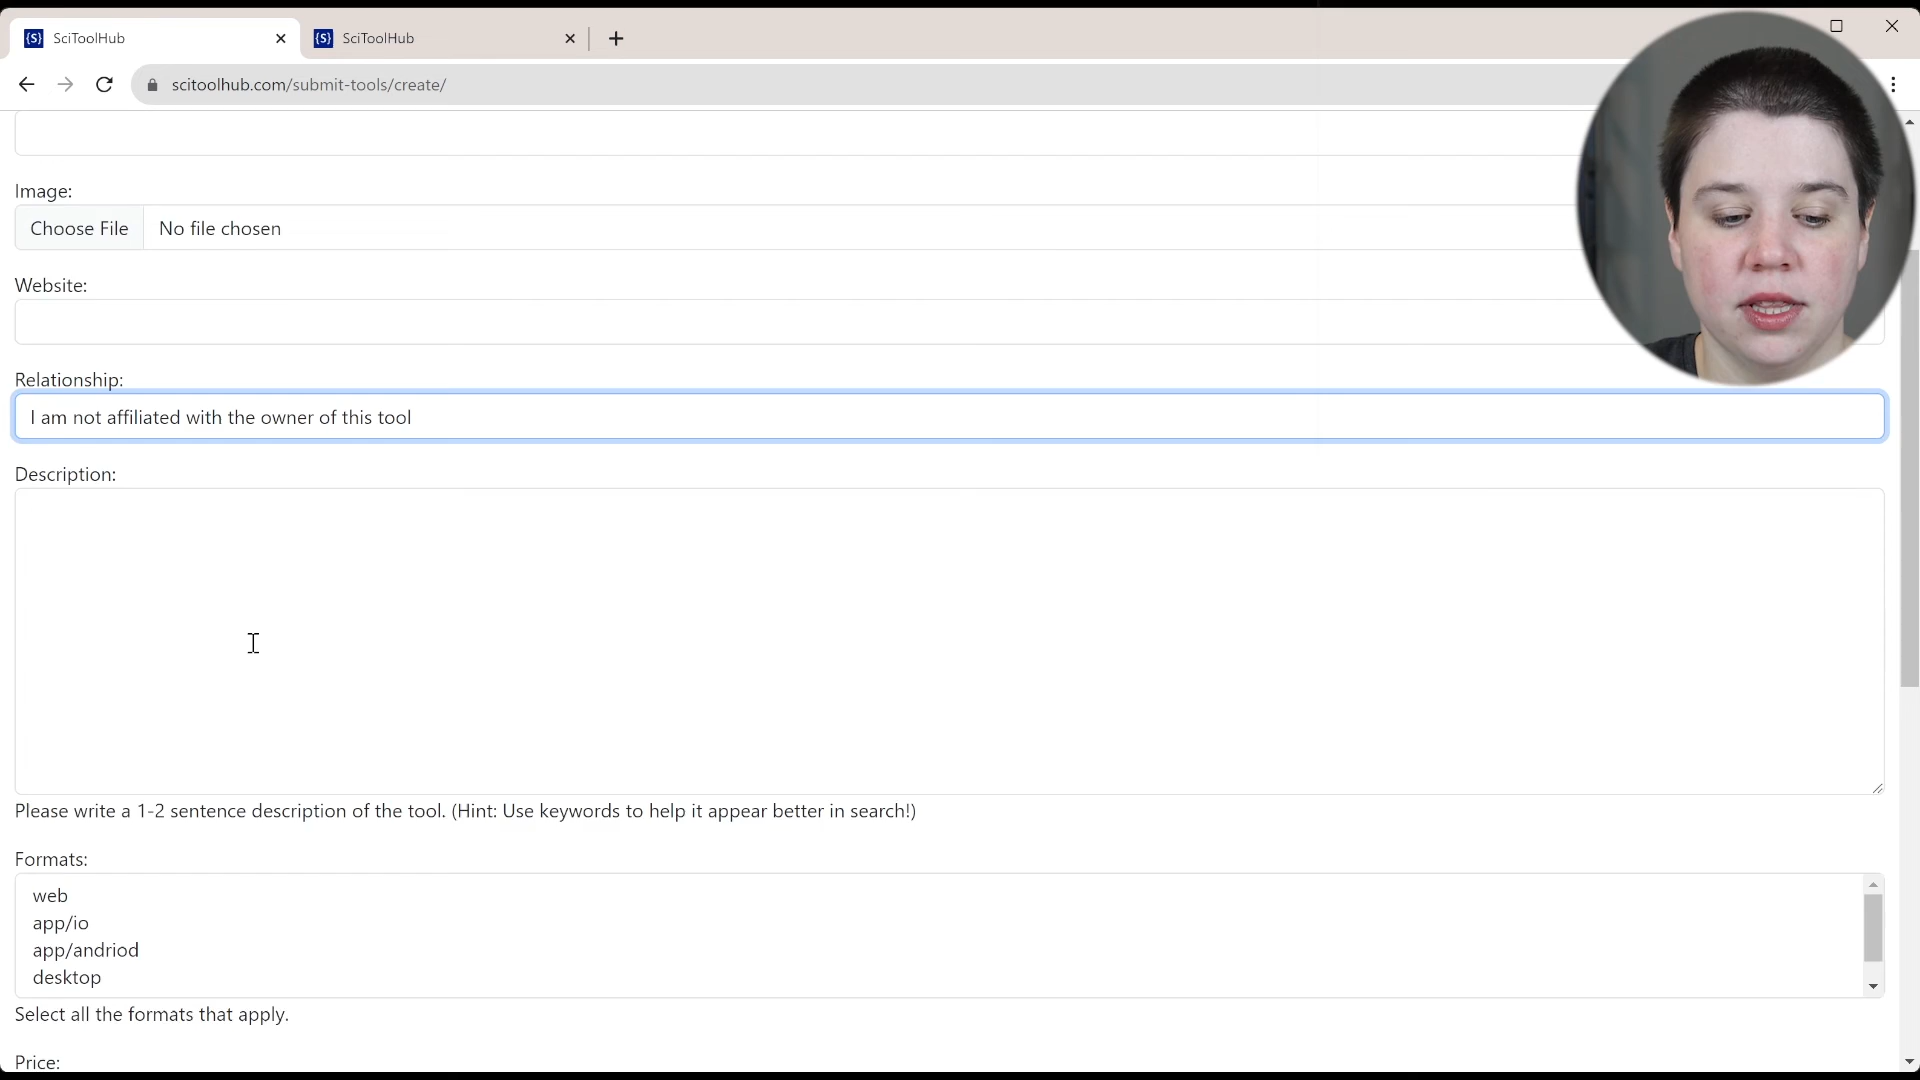 SciToolHub
SciToolHub
scitoolhub.com/submit-tools/create/
Image:
Choose File No file chosen
Website:
Relationship:
I am not affiliated with the owner of this tool
Description:
Please write a 1-2 sentence description of the tool. (Hint: Use keywords to help it appear better in search!)
Formats:
web
app/io
app/andriod
desktop
Select all the formats that apply.
Price: